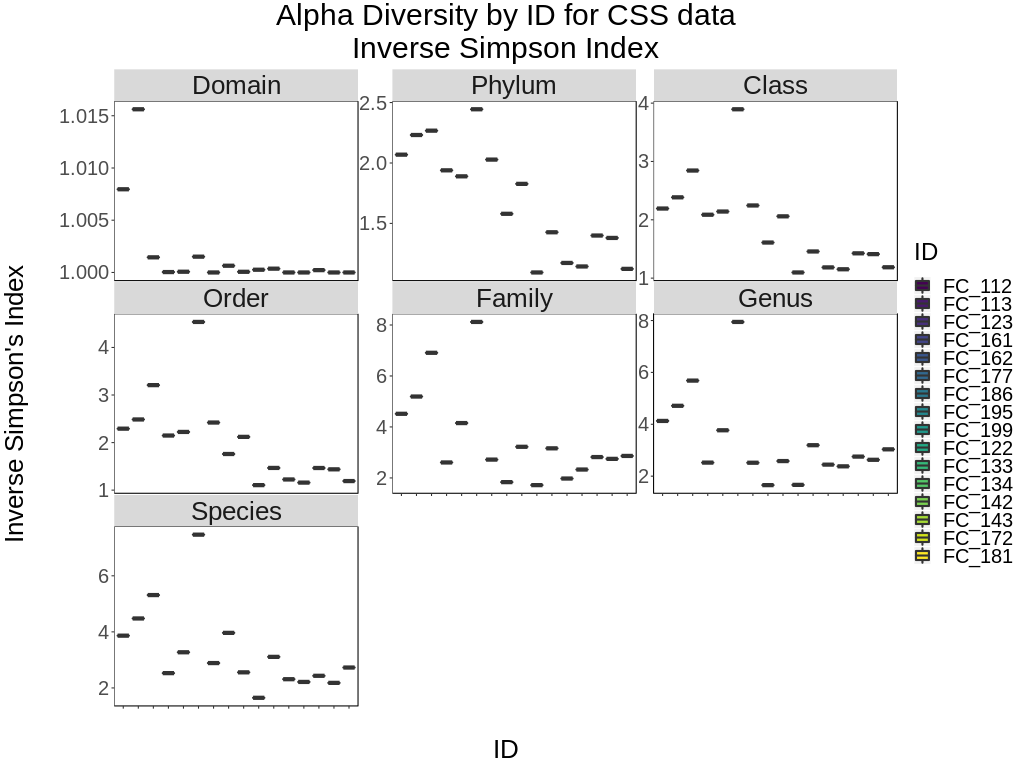 Alpha Diversity by ID for CSS data
Inverse Simpson Index
Domain
Phylum
Class
1.015
1.010
1.005
1.000
2.5
2.0
1.5
4
3
2
1
Order
Family
Genus
4
3
2
1
8
6
4
2
8
6
4
2
Species
6
4
2
Inverse Simpson's Index
ID
ID
FC_112
FC_113
FC_123
FC_161
FC_162
FC_177
FC_186
FC_195
FC_199
FC_122
FC_133
FC_134
FC_142
FC_143
FC_172
FC_181